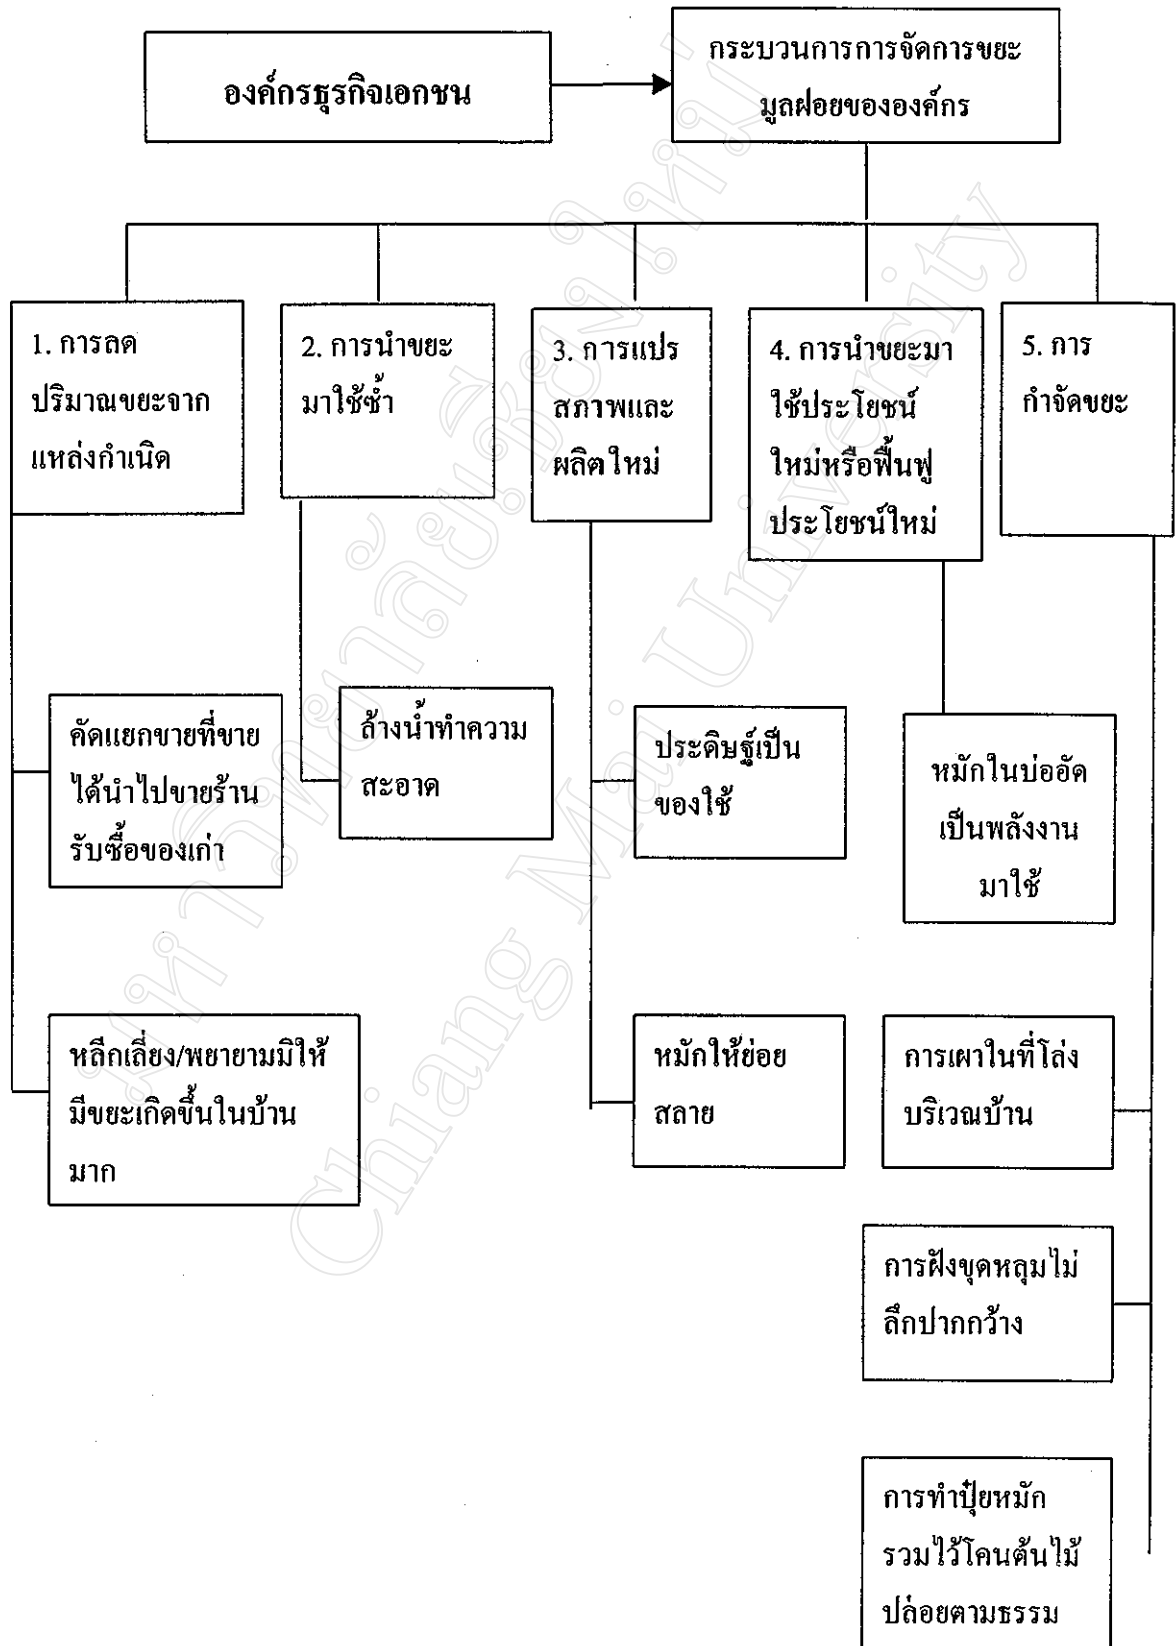 องค์กรธุรกิจเอกชน
กระบวนการการจัดการขยะ
มูลฝอยขององค์กร
1. การลด
ปริมาณขยะจาก
แหล่งกำเนิด
2. การนำขยะ
มาใช้ซ้ำ
3. การแปร
สภาพและ
ผลิตใหม่
4. การนำขยะมา
ใช้ประโยชน์
ใหม่หรือฟื้นฟู
ประโยชน์ใหม่
5. การ
กำจัดขยะ
คัดแยกขายที่ขาย
ได้นำไปขายร้าน
รับซื้อของเก่า
ล้างน้ำทำความ
สะอาด
ประดิษฐ์เป็น
ของใช้
หมักในบ่ออัด
เป็นพลังงาน
มาใช้
หลีกเลี่ยง/พยายามมิให้
มีขยะเกิดขึ้นในบ้าน
มาก
หมักให้ย่อย
สลาย
การเผาในที่โล่ง
บริเวณบ้าน
การฝังขุดหลุมไม่
ลึกปากกว้าง
การทำปุ๋ยหมัก
รวมไว้โคนต้นไม้
ปล่อยตามธรรม
มหาวิทยาลัยเชียงใหม่
Chiang Mai University